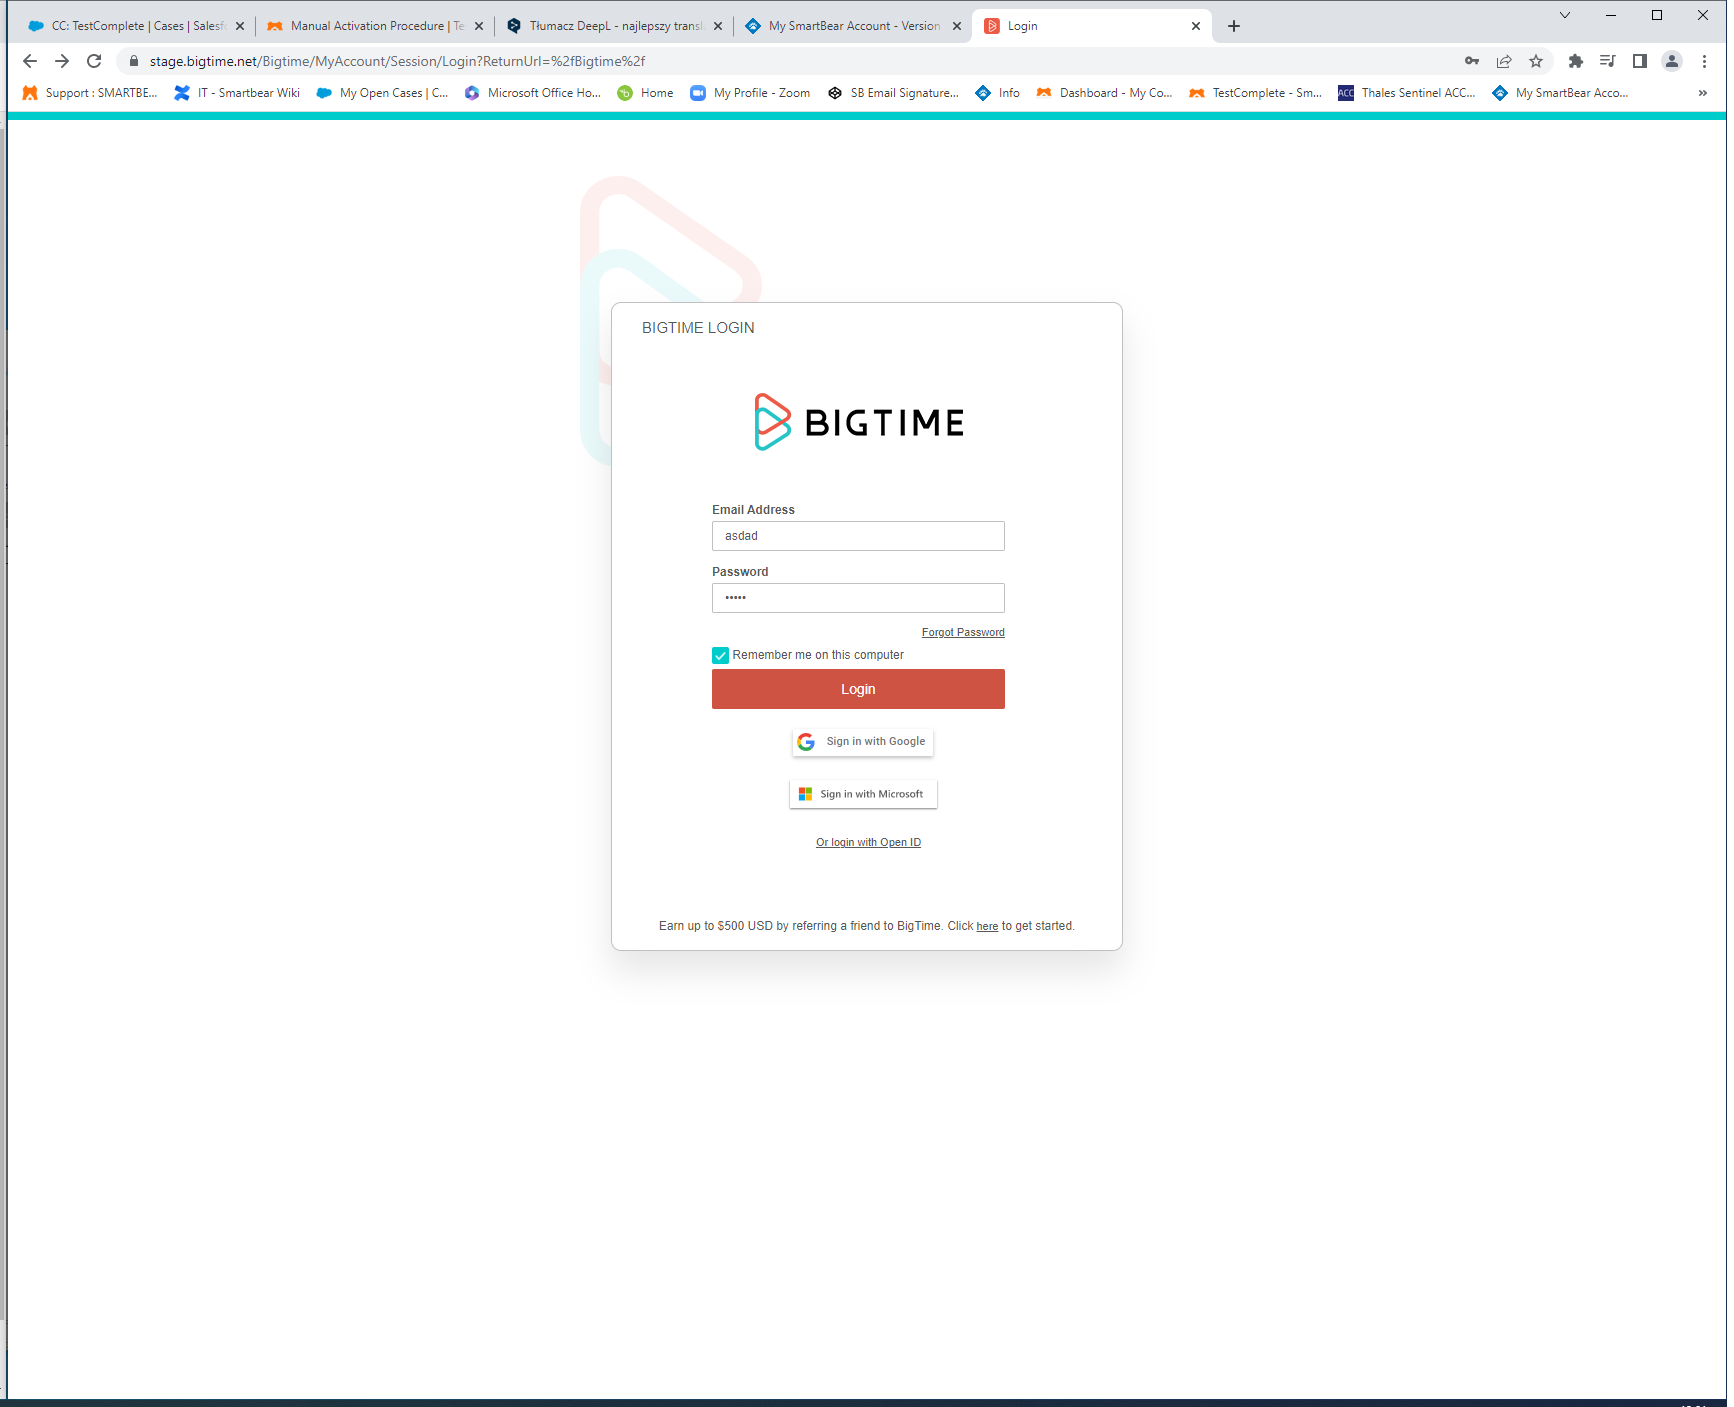 CC: TestComplete | Cases | Salesf
Manual Activation Procedure | Te
Tłumacz DeepL - najlepszy transl
My SmartBear Account - Version
Login
stage.bigtime.net/Bigtime/MyAccount/Session/Login?ReturnUrl=%2fBigtime%2f
Support : SMARTBE...
IT - Smartbear Wiki
My Open Cases | C...
Microsoft Office Ho...
Home
My Profile - Zoom
SB Email Signature...
Info
Dashboard - My Co...
TestComplete - Sm...
ACC
Thales Sentinel ACC...
My SmartBear Acco...
»
BIGTIME LOGIN
BIGTIME
Email Address
asdad
Password
•••••
Forgot Password
Remember me on this computer
Login
Sign in with Google
Sign in with Microsoft
Or login with Open ID
Earn up to $500 USD by referring a friend to BigTime. Click here to get started.